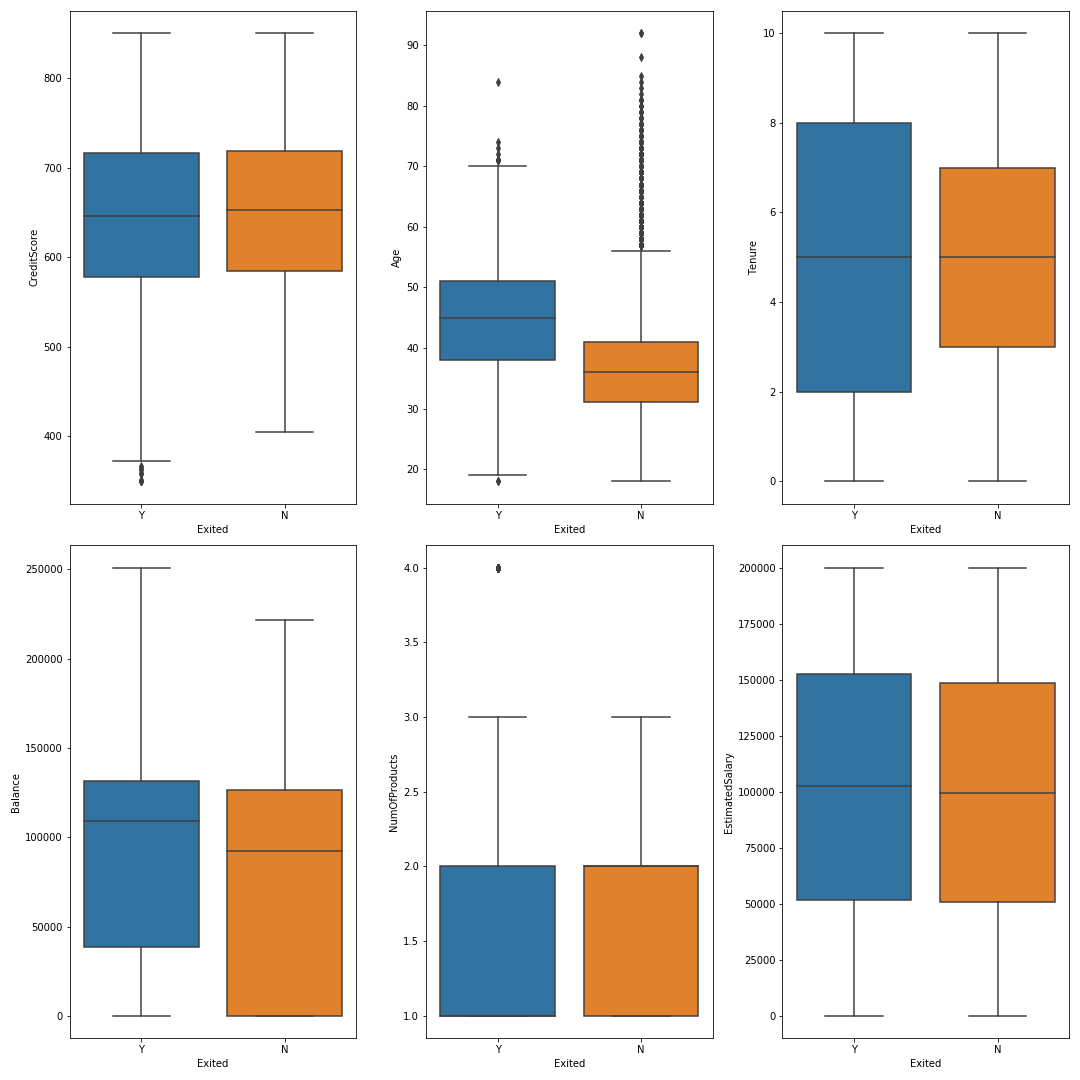 800
700
600
500
400
CreditScore
Y N
Exited
90
80
70
60
50
40
30
20
Age
Y N
Exited
10
8
6
4
2
0
Tenure
Y N
Exited
250000
200000
150000
100000
50000
0
Balance
Y N
Exited
4.0
3.5
3.0
2.5
2.0
1.5
1.0
NumOfProducts
Y N
Exited
200000
175000
150000
125000
100000
75000
50000
25000
0
EstimatedSalary
Y N
Exited